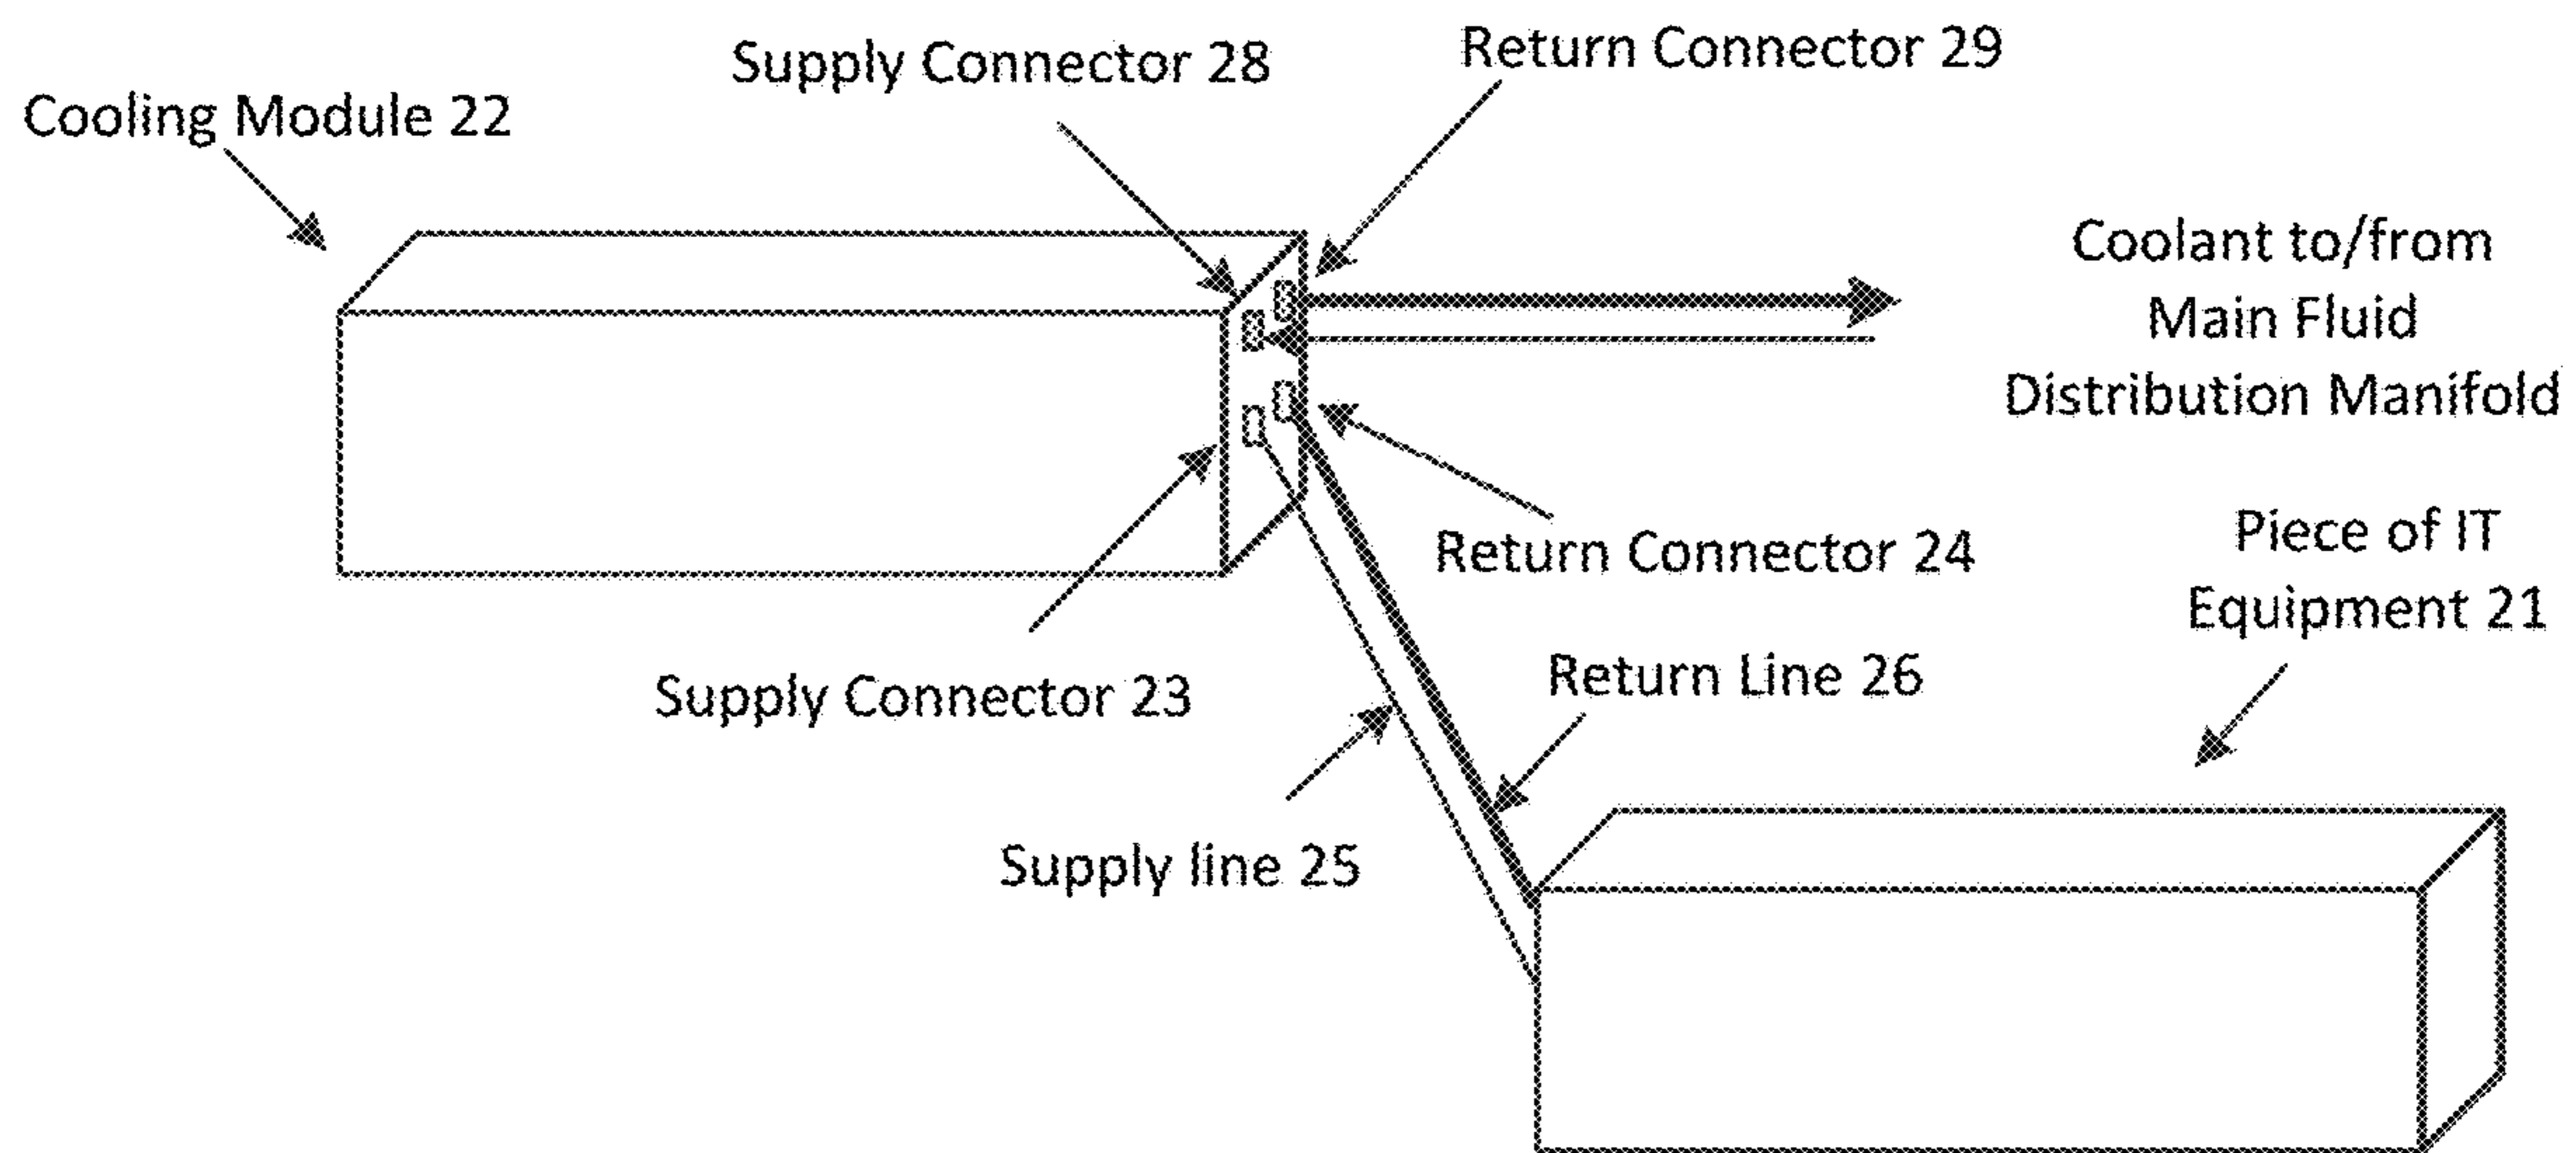 Supply Connector 28
Return Connector 29
Cooling Module 22
Coolant to/from
Main Fluid
Distribution Manifold
Return Connector 24
Piece of IT
Equipment 21
Supply Connector 23
Return Line 26
Supply line 25